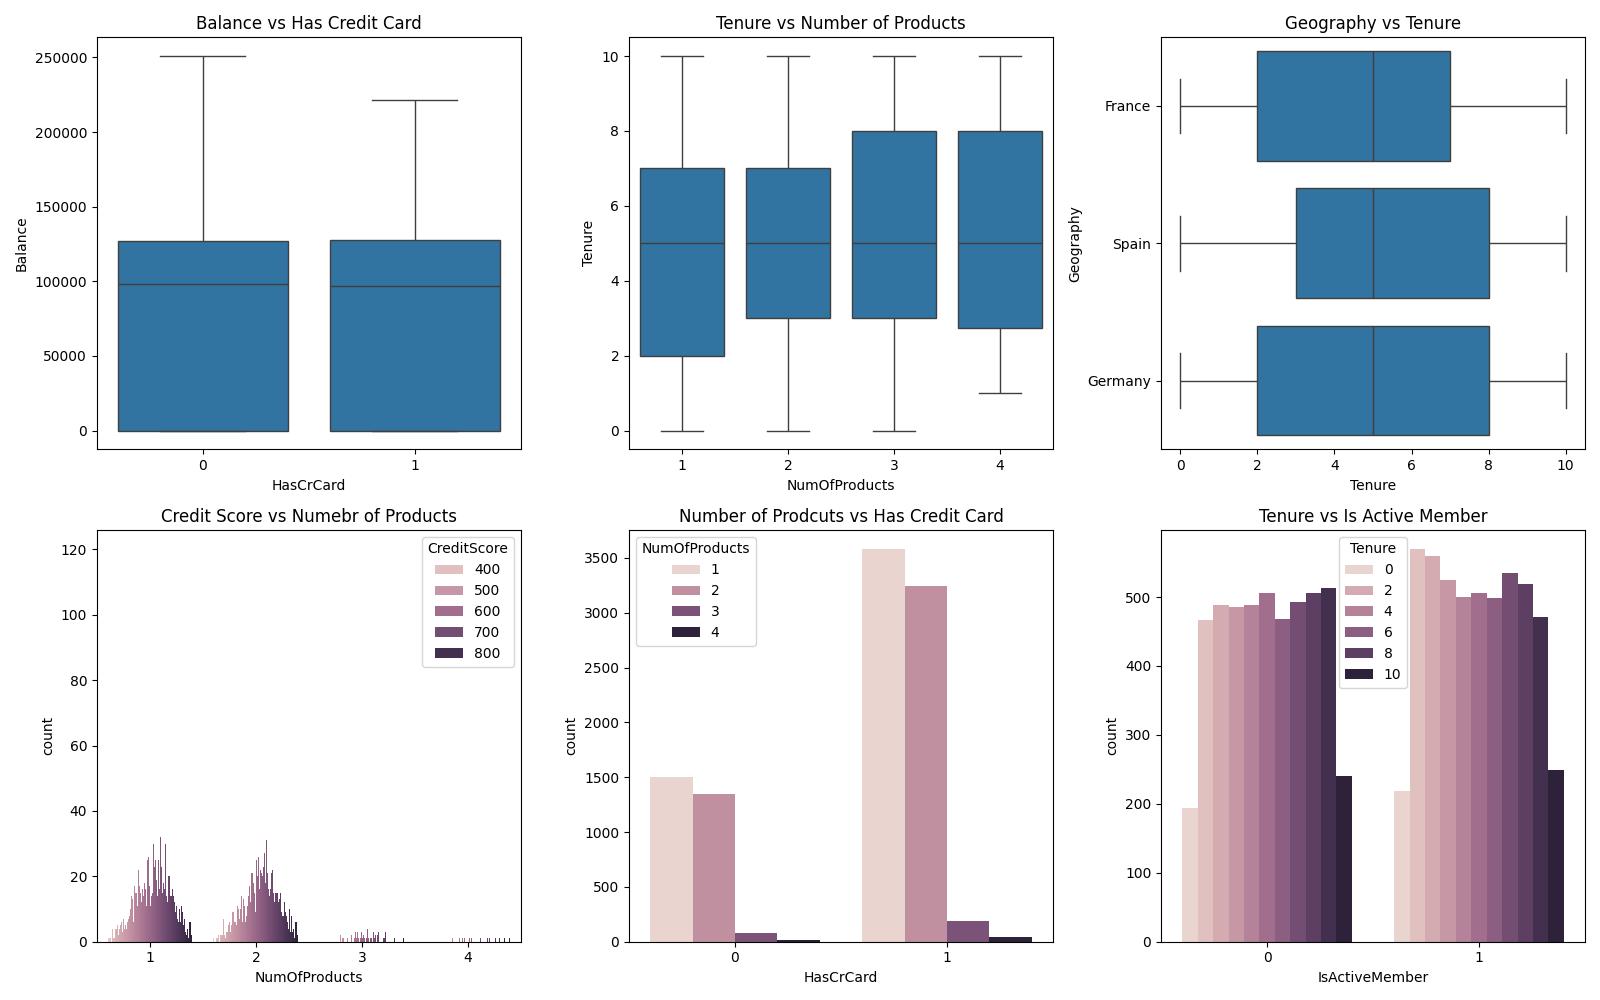 Balance vs Has Credit Card
250000
200000
150000
100000
50000
0
Balance
0
1
HasCrCard
Tenure vs Number of Products
10
8
6
4
2
0
Tenure
1
2
3
4
NumOfProducts
Geography vs Tenure
France
Spain
Germany
Geography
0
2
4
6
8
10
Tenure
Credit Score vs Numebr of Products
120
100
80
60
40
20
0
count
CreditScore
400
500
600
700
800
1
2
3
4
NumOfProducts
Number of Prodcuts vs Has Credit Card
3500
3000
2500
2000
1500
1000
500
0
count
NumOfProducts
1
2
3
4
0
1
HasCrCard
Tenure vs Is Active Member
500
400
300
200
100
0
count
Tenure
0
2
4
6
8
10
0
1
IsActiveMember